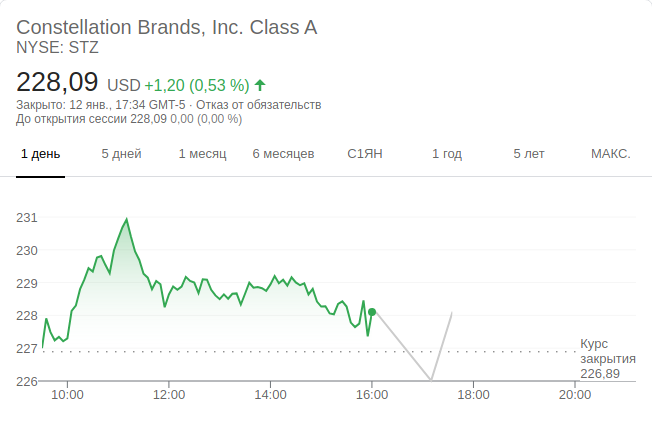 Constellation Brands, Inc. Class A
NYSE: STZ
228,09 USD +1,20 (0,53 %)
Закрыто: 12 янв., 17:34 GMT-5 · Отказ от обязательств
До открытия сессии 228,09 0,00 (0,00 %)
1 день 5 дней 1 месяц 6 месяцев С1ЯН 1 год 5 лет МАКС.
231
230
229
228
227
226
Курс
закрытия
226,89
10:00 12:00 14:00 16:00 18:00 20:00